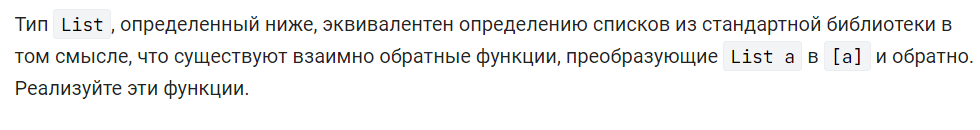 Тип List, определенный ниже, эквивалентен определению списков из стандартной библиотеки в
том смысле, что существуют взаимно обратные функции, преобразующие List a в [a] и обратно.
Реализуйте эти функции.